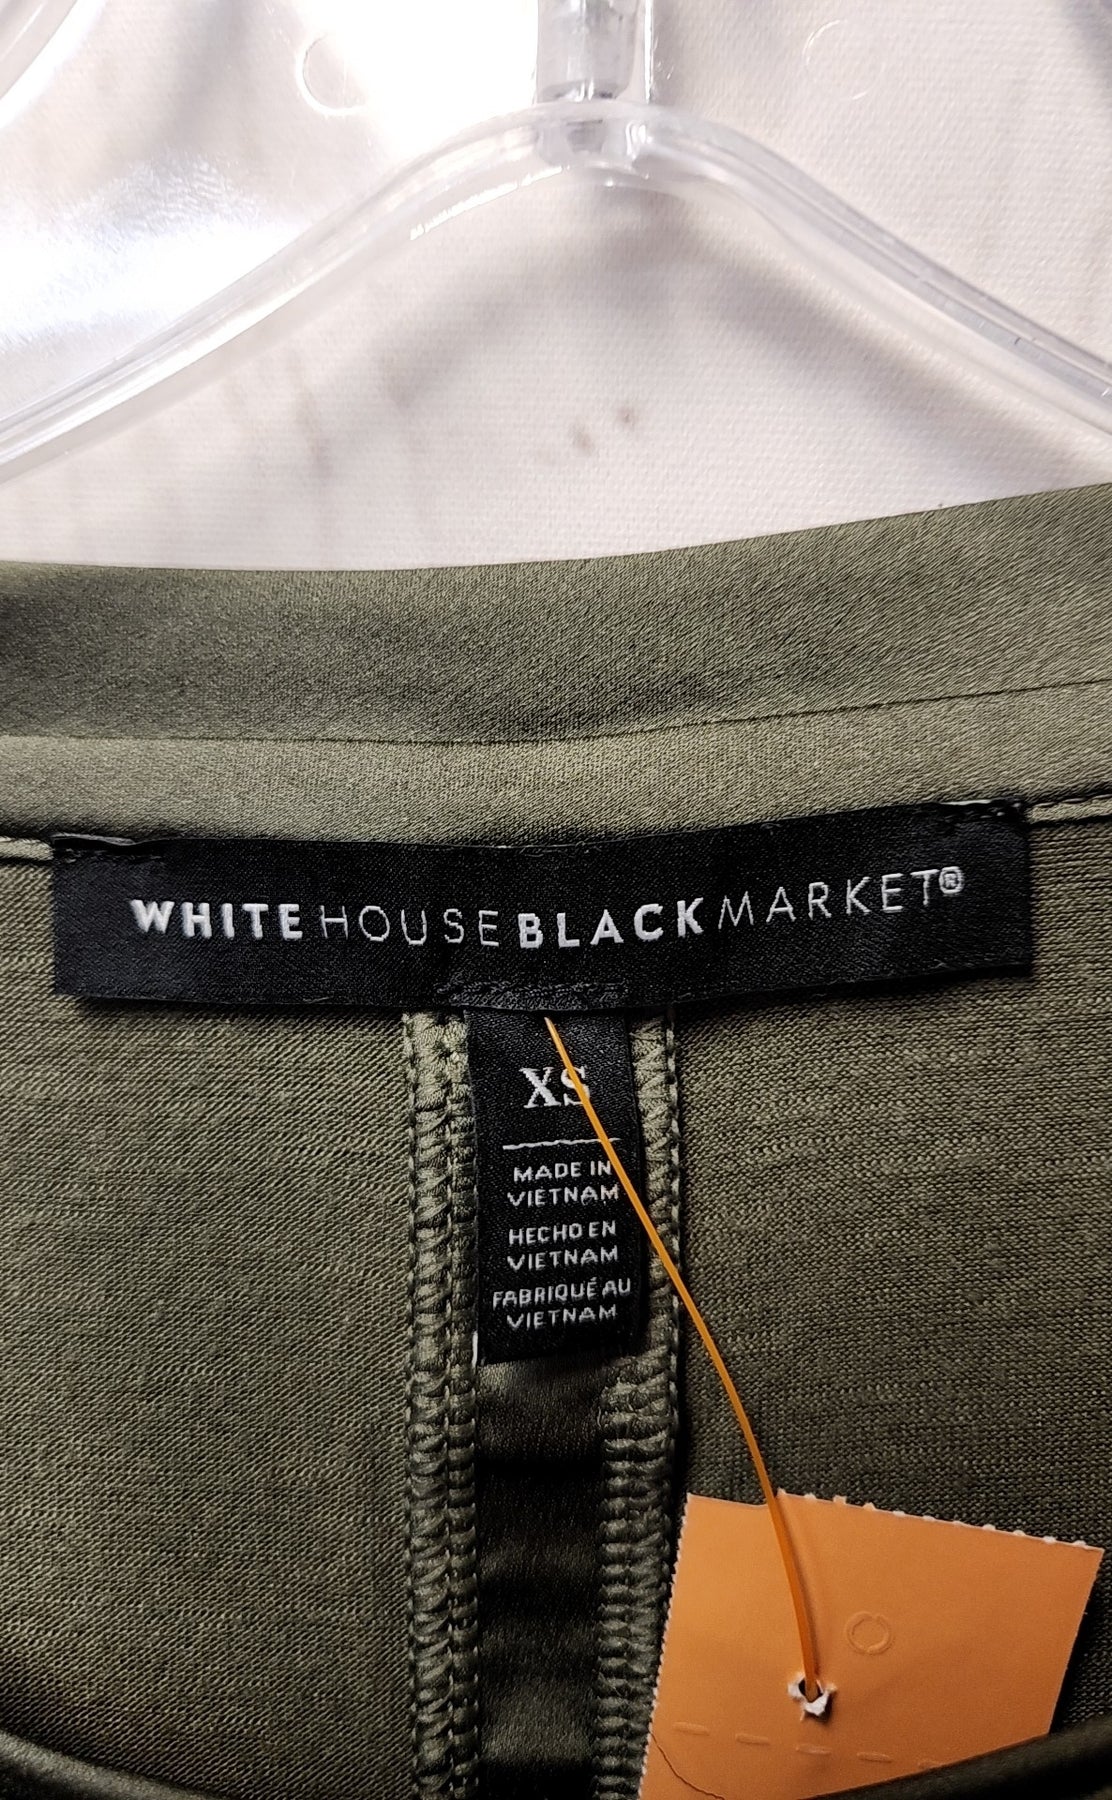 WHITE HOUSE BLACK MARKET®
XS
MADE IN
VIETNAM
HECHO EN
VIETNAM
FABRIQUÉ AU
VIETNAM